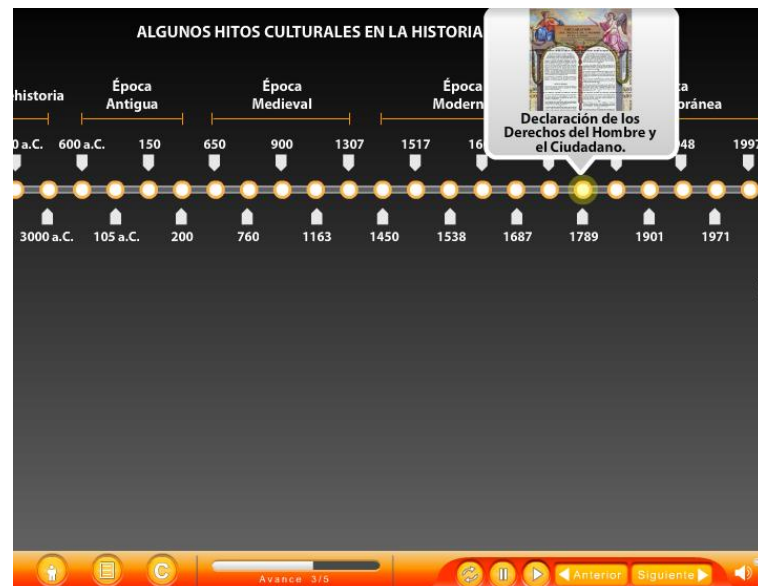 ALGUNOS HITOS CULTURALES EN LA HISTORIA
Declaración de los
Derechos del Hombre y
el Ciudadano.
historia
Época
Antigua
Época
Medieval
Época
Modern
ránea
a.C. 600 a.C. 150 650 900 1307 1517 1997
3000 a.C. 105 a.C. 200 760 1163 1450 1538 1687 1789 1901 1971
Avance 3/5
Anterior
Siguiente
C